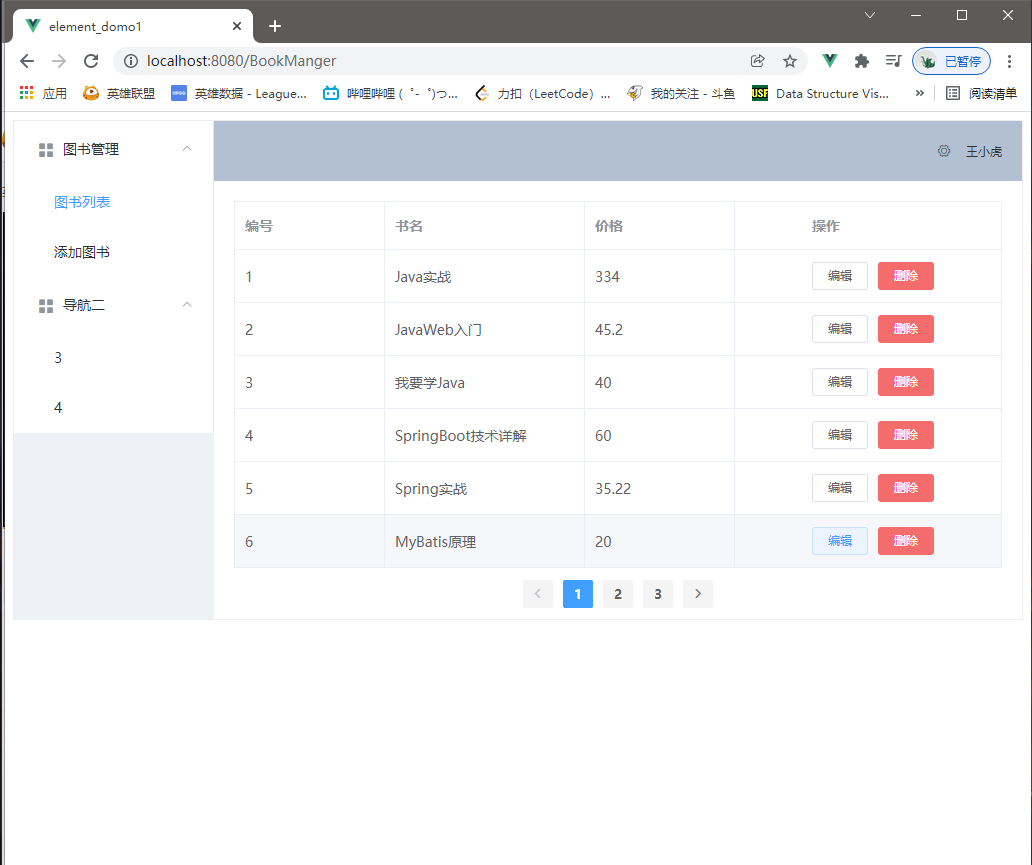 element_domo1
localhost:8080/BookManger
已暂停
应用 英雄联盟 英雄数据 - League... 哔哩哔哩 ( ゜- ゜)つ... 力扣（LeetCode）... 我的关注 - 斗鱼 USF Data Structure Vis... » 阅读清单
图书管理
图书列表
添加图书
导航二
3
4
王小虎
编号 书名 价格 操作
1 Java实战 334 编辑 删除
2 JavaWeb入门 45.2 编辑 删除
3 我要学Java 40 编辑 删除
4 SpringBoot技术详解 60 编辑 删除
5 Spring实战 35.22 编辑 删除
6 MyBatis原理 20 编辑 删除
1 2 3